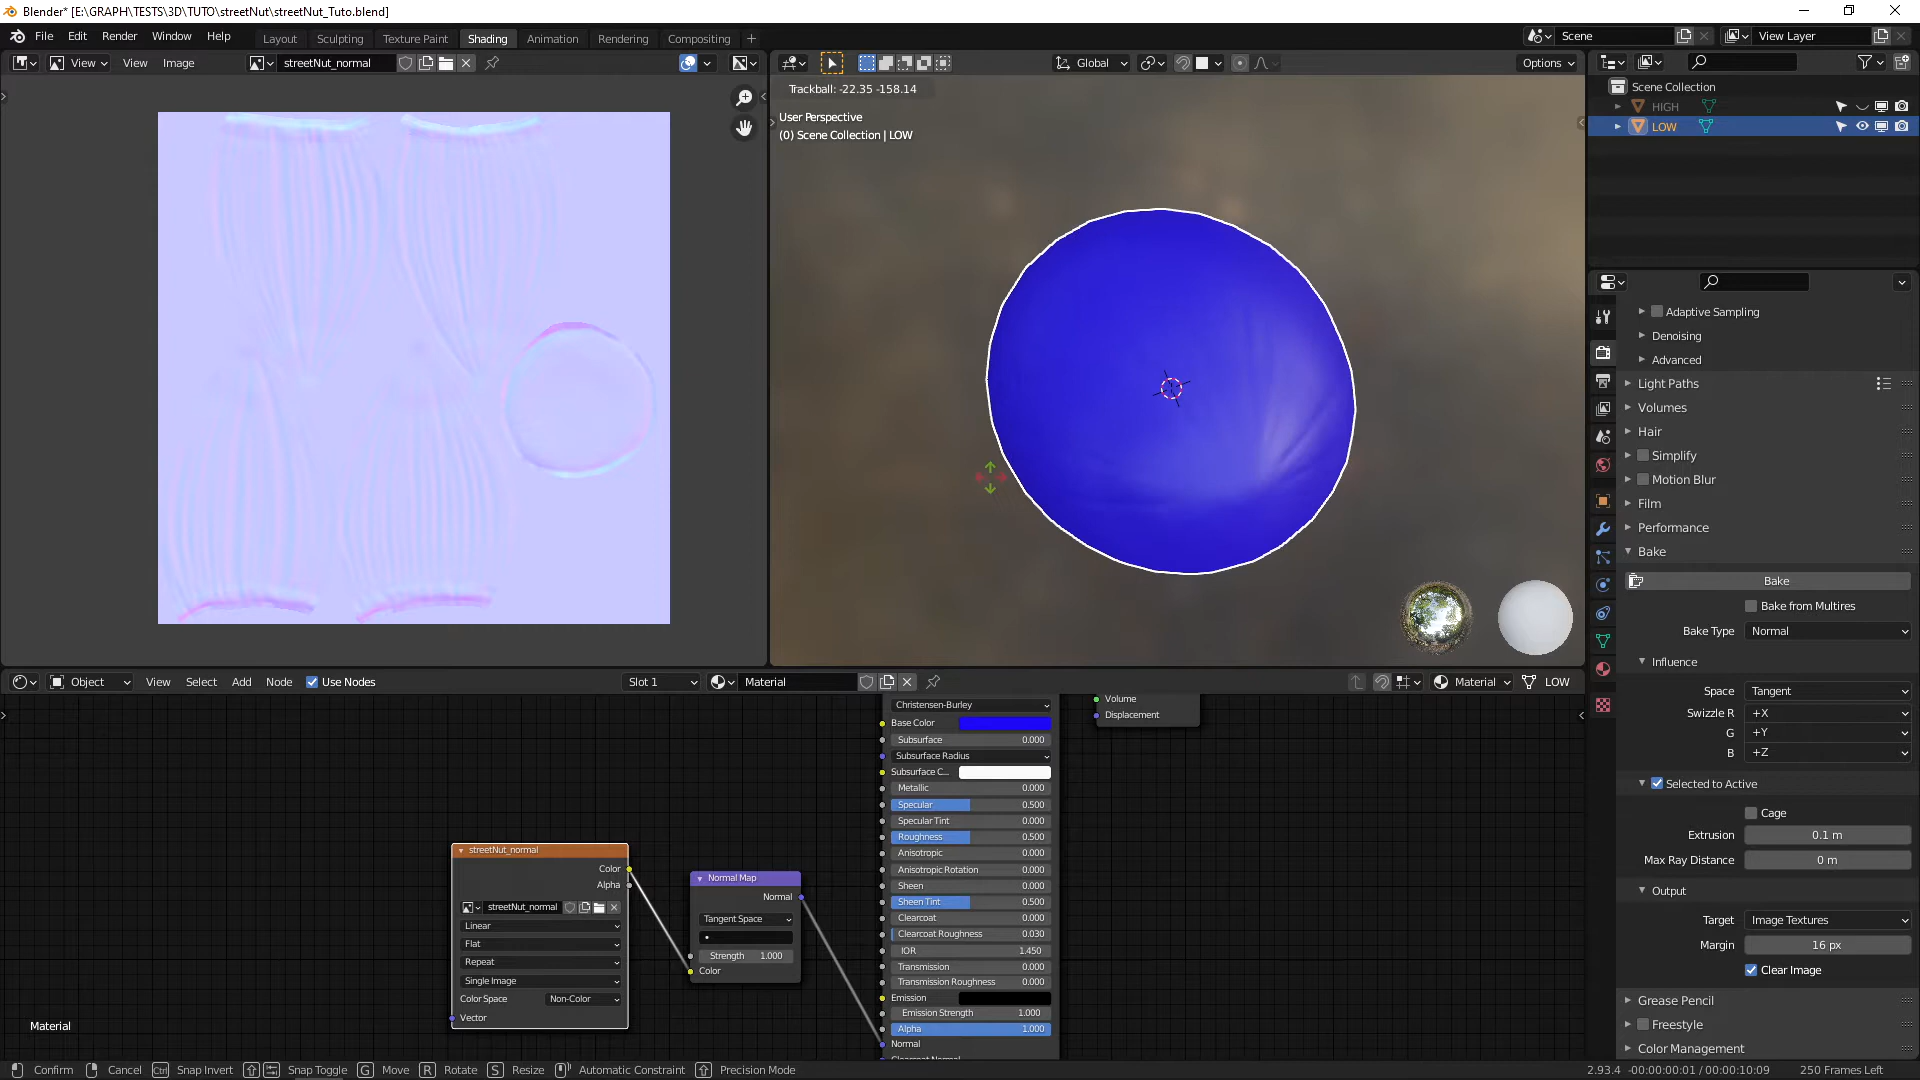 Blender* [E:\GRAPH\TESTS\3D\TUTO\streetNut\streetNut_Tuto.blend]
File Edit Render Window Help Layout Sculpting Texture Paint Shading Animation Rendering Compositing + Scene View Layer
View View Image streetNut_normal Global Options
Trackball: -22.35 -158.14
User Perspective
(0) Scene Collection | LOW
Scene Collection
HIGH
LOW
Adaptive Sampling
Denoising
Advanced
Light Paths
Volumes
Hair
Simplify
Motion Blur
Film
Performance
Bake
Bake
Bake from Multires
Bake Type Normal
Influence
Space Tangent
Swizzle R +X
G +Y
B +Z
Selected to Active
Cage
Extrusion 0.1 m
Max Ray Distance 0 m
Output
Target Image Textures
Margin 16 px
Clear Image
Grease Pencil
Freestyle
Color Management
Object View Select Add Node Use Nodes Slot 1 Material Material LOW
streetNut_normal
Color
Alpha
streetNut_normal
Linear
Flat
Repeat
Single Image
Color Space Non-Color
Vector
Normal Map
Normal
Tangent Space
Strength 1.000
Color
Christensen-Burley
Base Color
Subsurface 0.000
Subsurface Radius
Subsurface C...
Metallic 0.000
Specular 0.500
Specular Tint 0.000
Roughness 0.500
Anisotropic 0.000
Anisotropic Rotation 0.000
Sheen 0.000
Sheen Tint 0.500
Clearcoat 0.000
Clearcoat Roughness 0.030
IOR 1.450
Transmission 0.000
Transmission Roughness 0.000
Emission
Emission Strength 1.000
Alpha 1.000
Normal
Clearcoat Normal
Volume
Displacement
Material
Confirm Cancel Ctrl Snap Invert Snap Toggle G Move R Rotate S Resize Automatic Constraint Precision Mode 2.93.4 -00:00:00:01 / 00:00:10:09 250 Frames Left